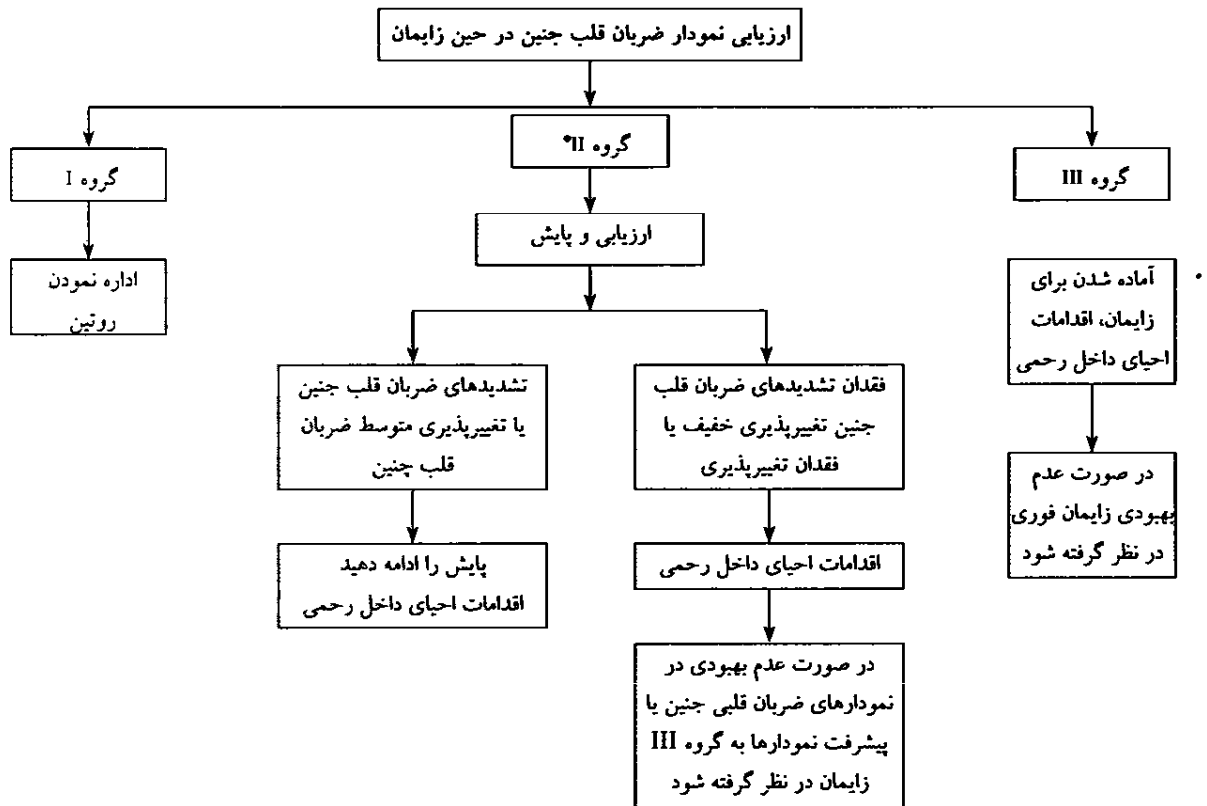 ارزیابی نمودار ضربان قلب جنین در حین زایمان
گروه I
گروه II*
گروه III
اداره نمودن
روتین
ارزیابی و پایش
آماده شدن برای
زایمان، اقدامات
احیای داخل رحمی
تشدیدهای ضربان قلب جنین
یا تغییرپذیری متوسط ضربان
قلب جنین
فقدان تشدیدهای ضربان قلب
جنین تغییرپذیری خفیف یا
فقدان تغییرپذیری
در صورت عدم
بهبودی زایمان فوری
در نظر گرفته شود
پایش را ادامه دهید
اقدامات احیای داخل رحمی
اقدامات احیای داخل رحمی
در صورت عدم بهبودی در
نمودارهای ضربان قلبی جنین یا
پیشرفت نمودارها به گروه III
زایمان در نظر گرفته شود